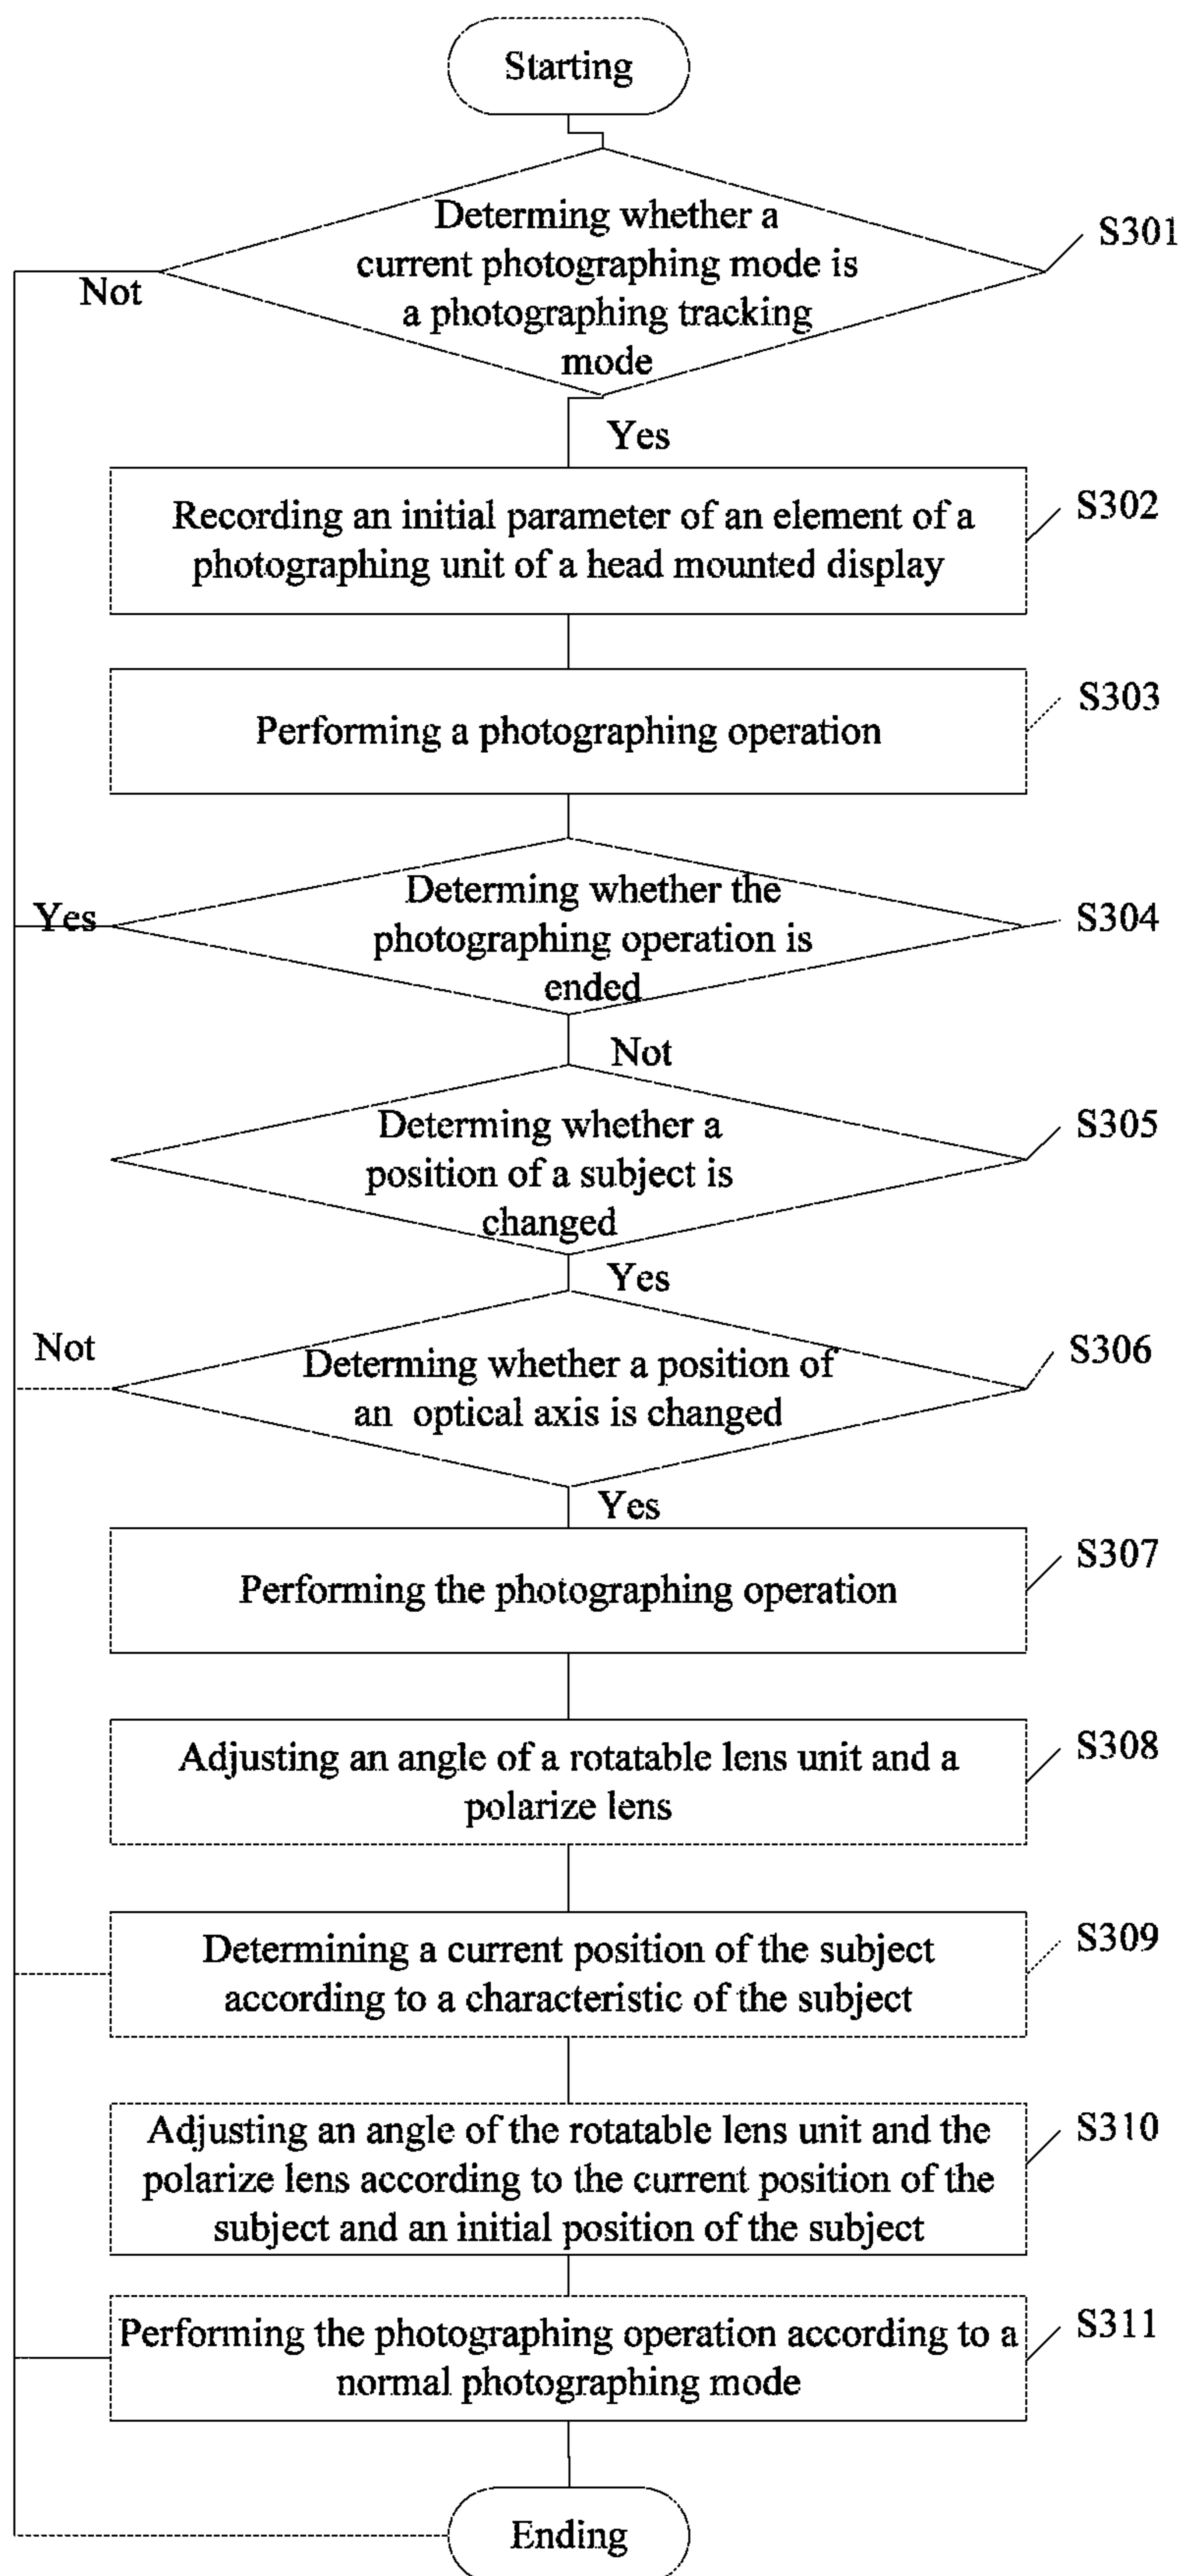 Starting
Determing whether a
current photographing mode is
a photographing tracking
mode
S301
Not
Yes
Recording an initial parameter of an element of a
photographing unit of a head mounted display
S302
Performing a photographing operation
S303
Determing whether the
photographing operation is
ended
S304
Yes
Not
Determing whether a
position of a subject is
changed
S305
Yes
Not
Determing whether a position of
an optical axis is changed
S306
Yes
Performing the photographing operation
S307
Adjusting an angle of a rotatable lens unit and a
polarize lens
S308
Determining a current position of the subject
according to a characteristic of the subject
S309
Adjusting an angle of the rotatable lens unit and the
polarize lens according to the current position of the
subject and an initial position of the subject
S310
Performing the photographing operation according to a
normal photographing mode
S311
Ending